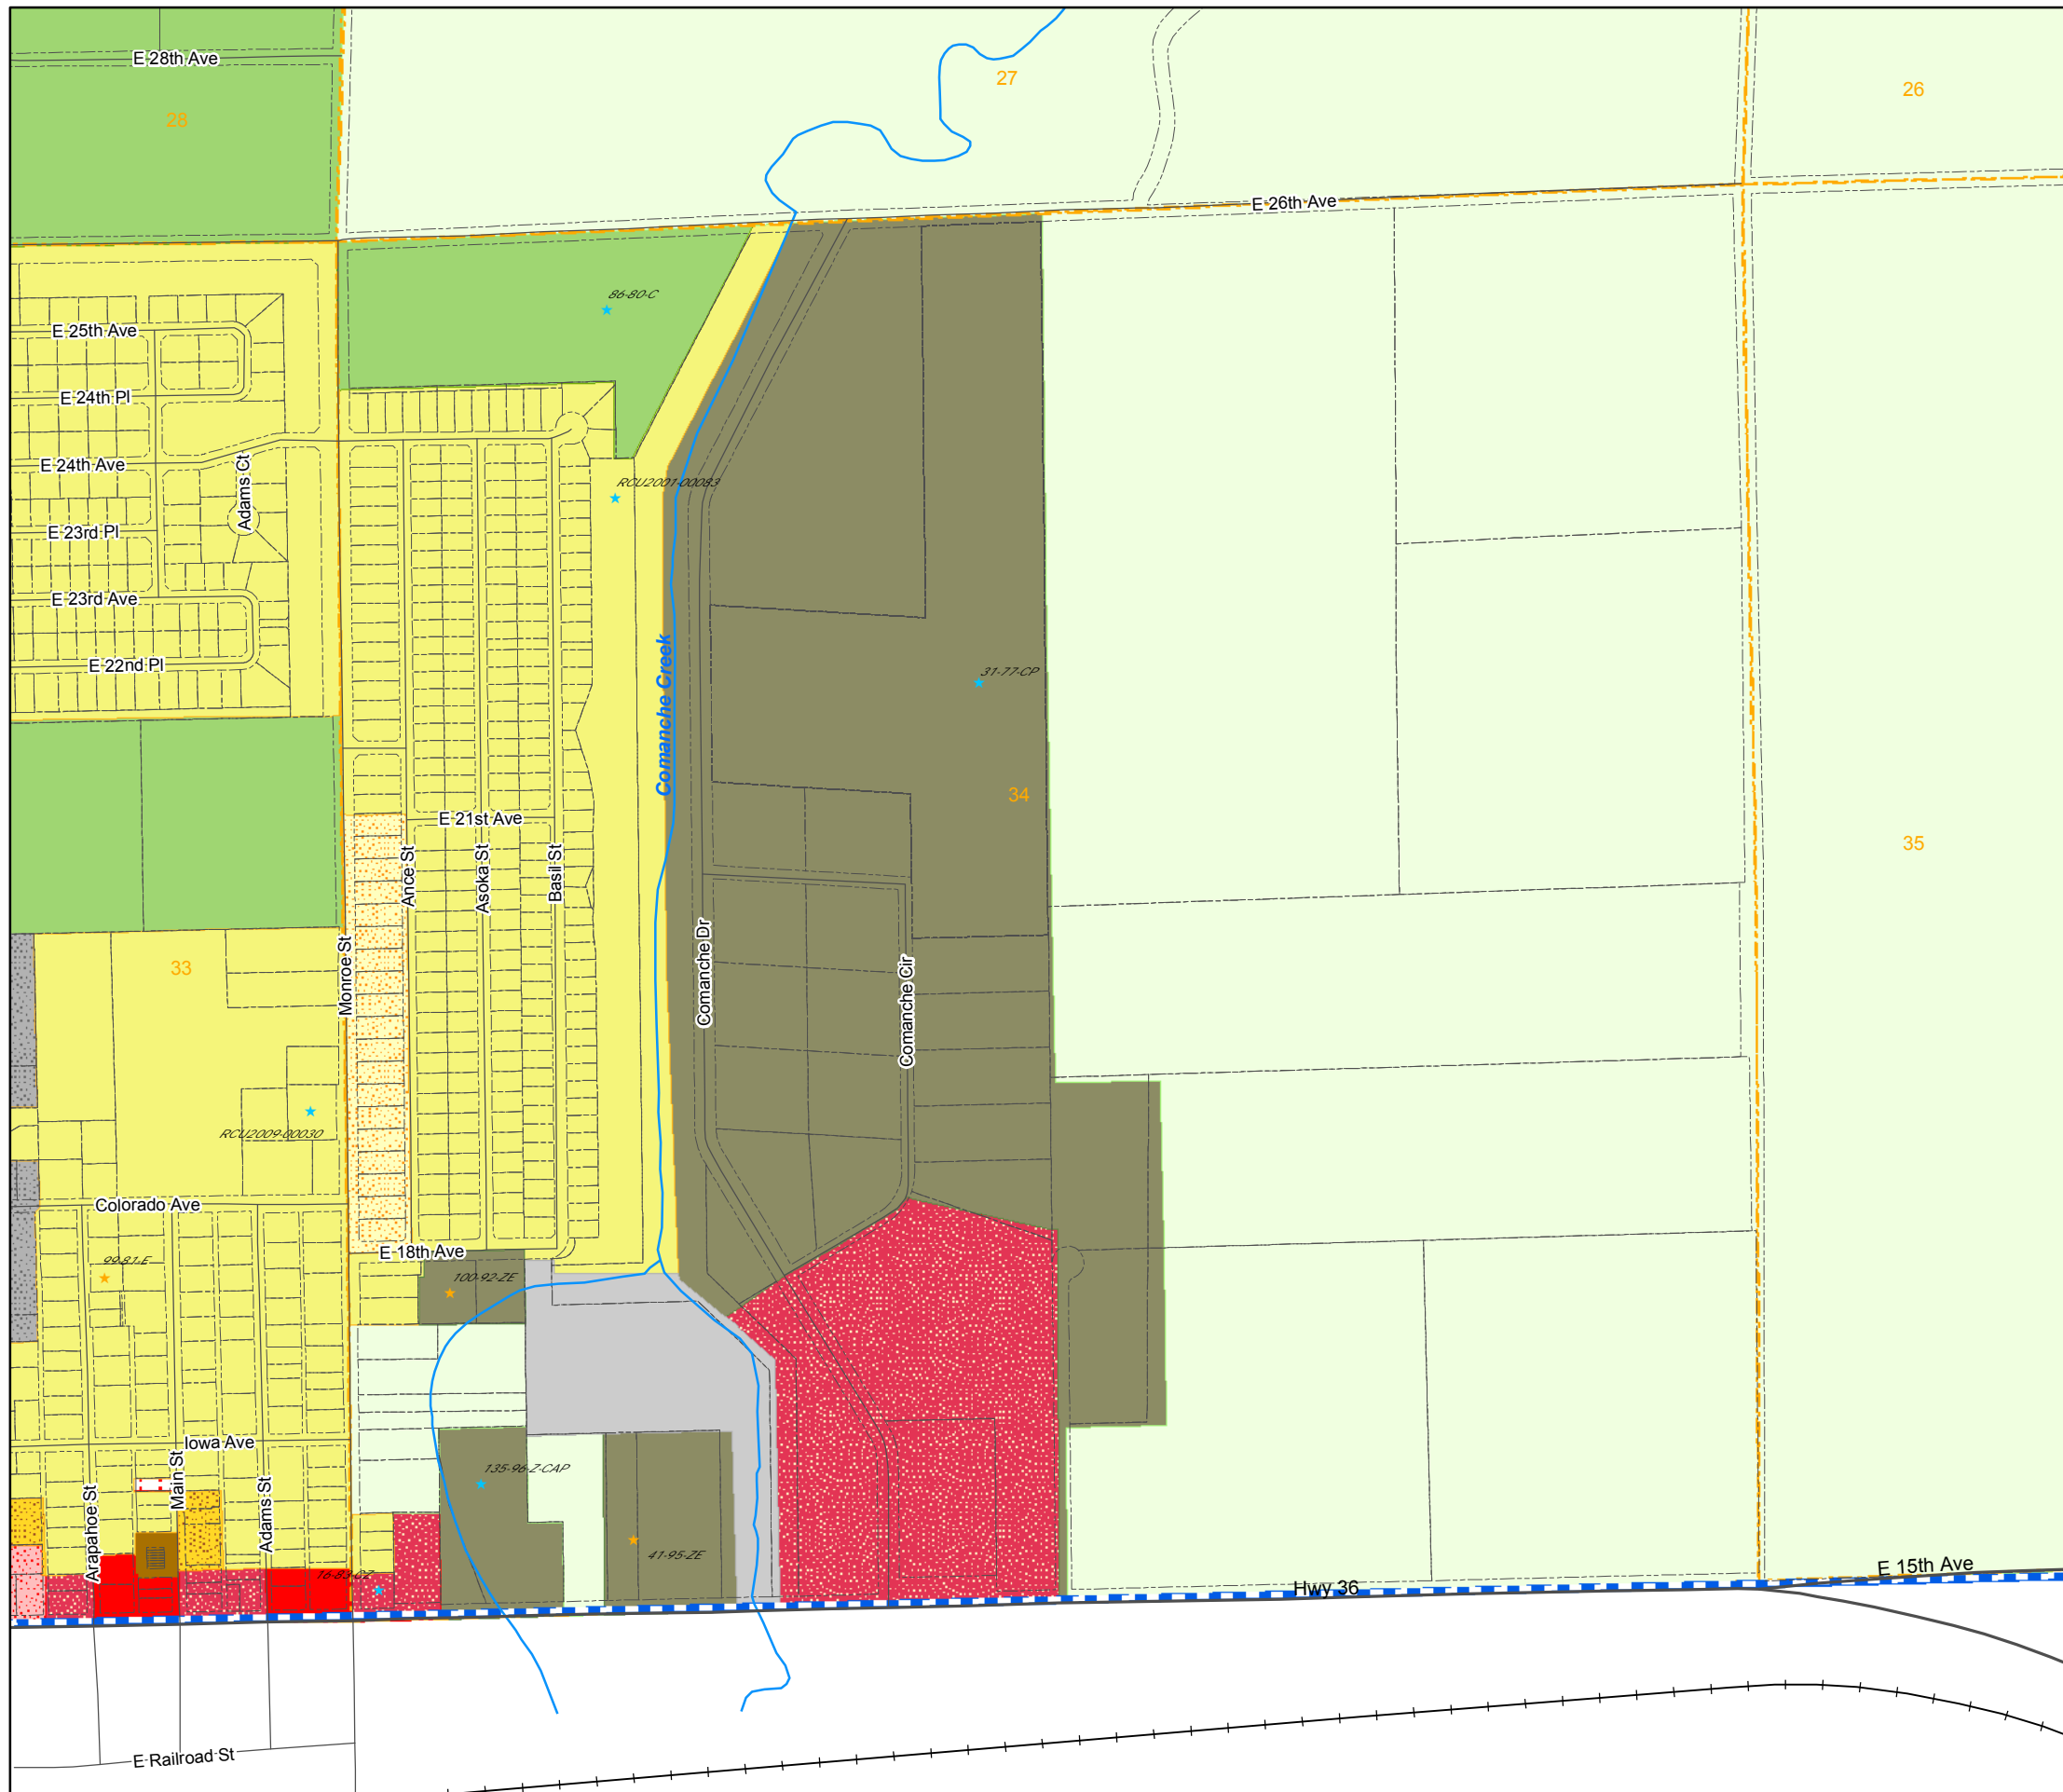 E 28th Ave
27
26
28
E 26th Ave
86-80-C
E 25th Ave
E 24th Pl
E 24th Ave
Adams Ct
RCU2001-00083
E 23rd Pl
E 23rd Ave
E 22nd Pl
Comanche Creek
31-77-CP
34
E 21st Ave
35
Ance St
Asoka St
Basil St
33
Monroe St
Comanche Dr
Comanche Cir
RCU2009-00030
Colorado Ave
E 18th Ave
99-81-E
100-92-ZE
Iowa Ave
Main St
135-96-Z-CAP
Arapahoe St
Adams St
41-95-ZE
16-83-CZ
Hwy 36
E 15th Ave
E Railroad St